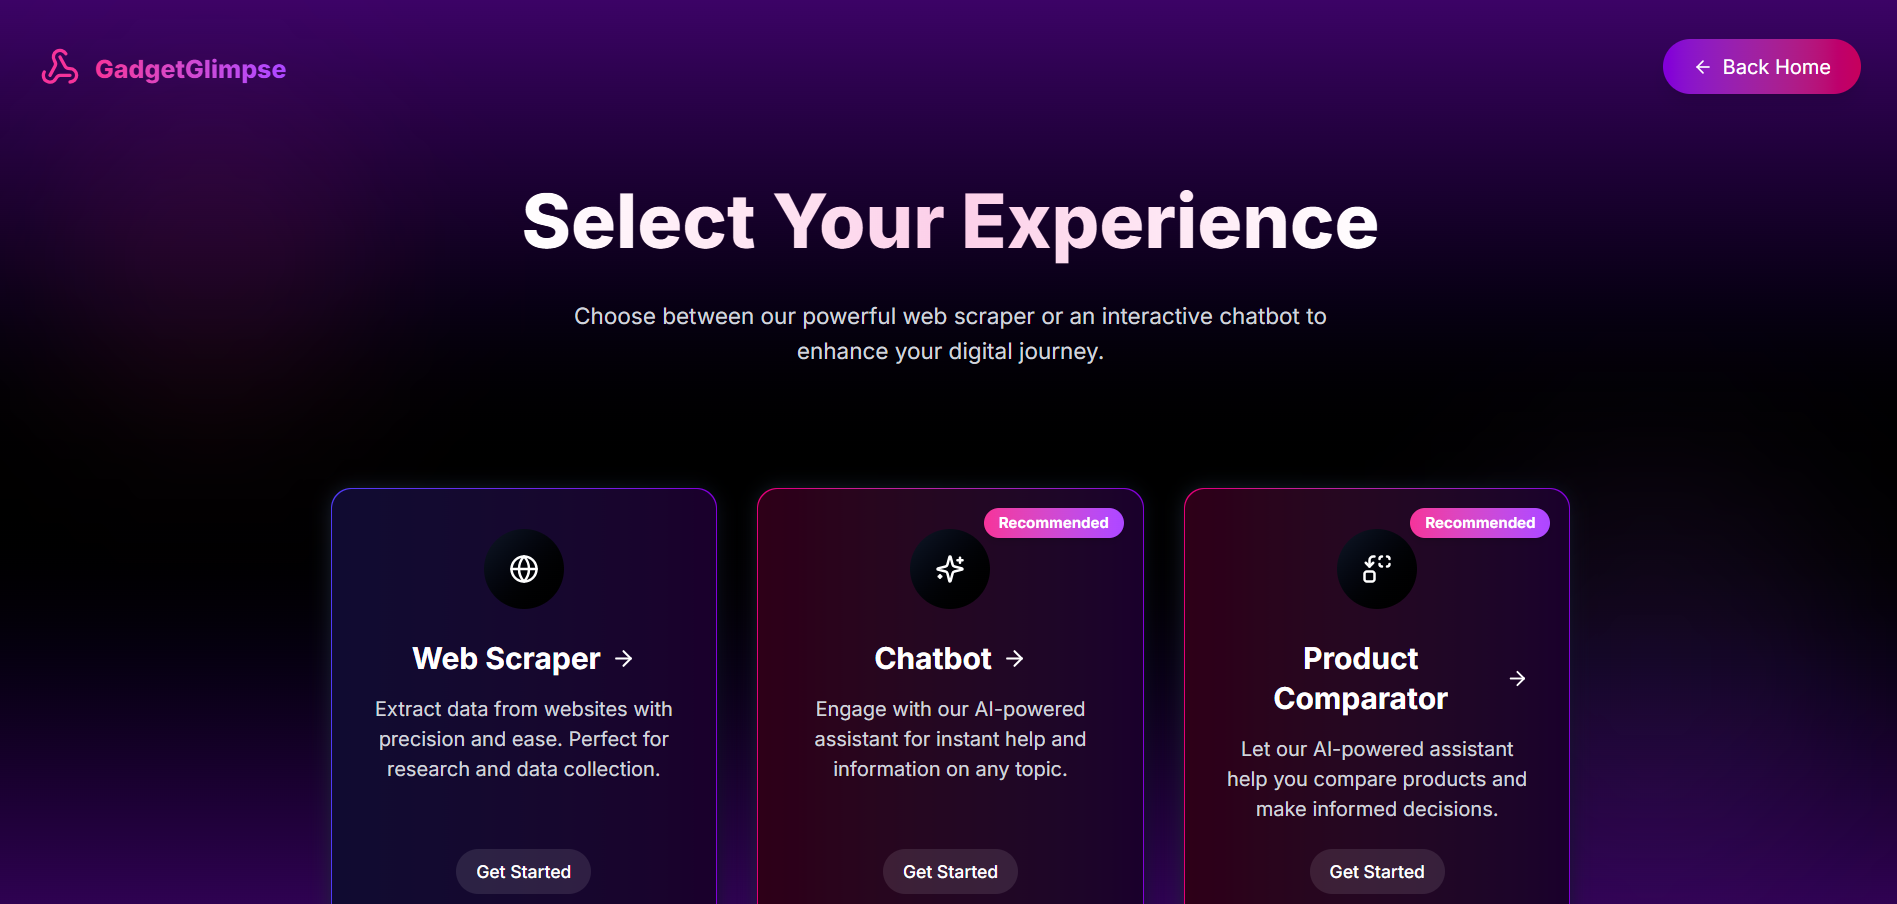 GadgetGlimpse
Back Home
Select Your Experience
Choose between our powerful web scraper or an interactive chatbot to
enhance your digital journey.
Web Scraper
Extract data from websites with
precision and ease. Perfect for
research and data collection.
Get Started
Recommended
Chatbot
Engage with our AI-powered
assistant for instant help and
information on any topic.
Get Started
Recommended
Product
Comparator
Let our AI-powered assistant
help you compare products and
make informed decisions.
Get Started